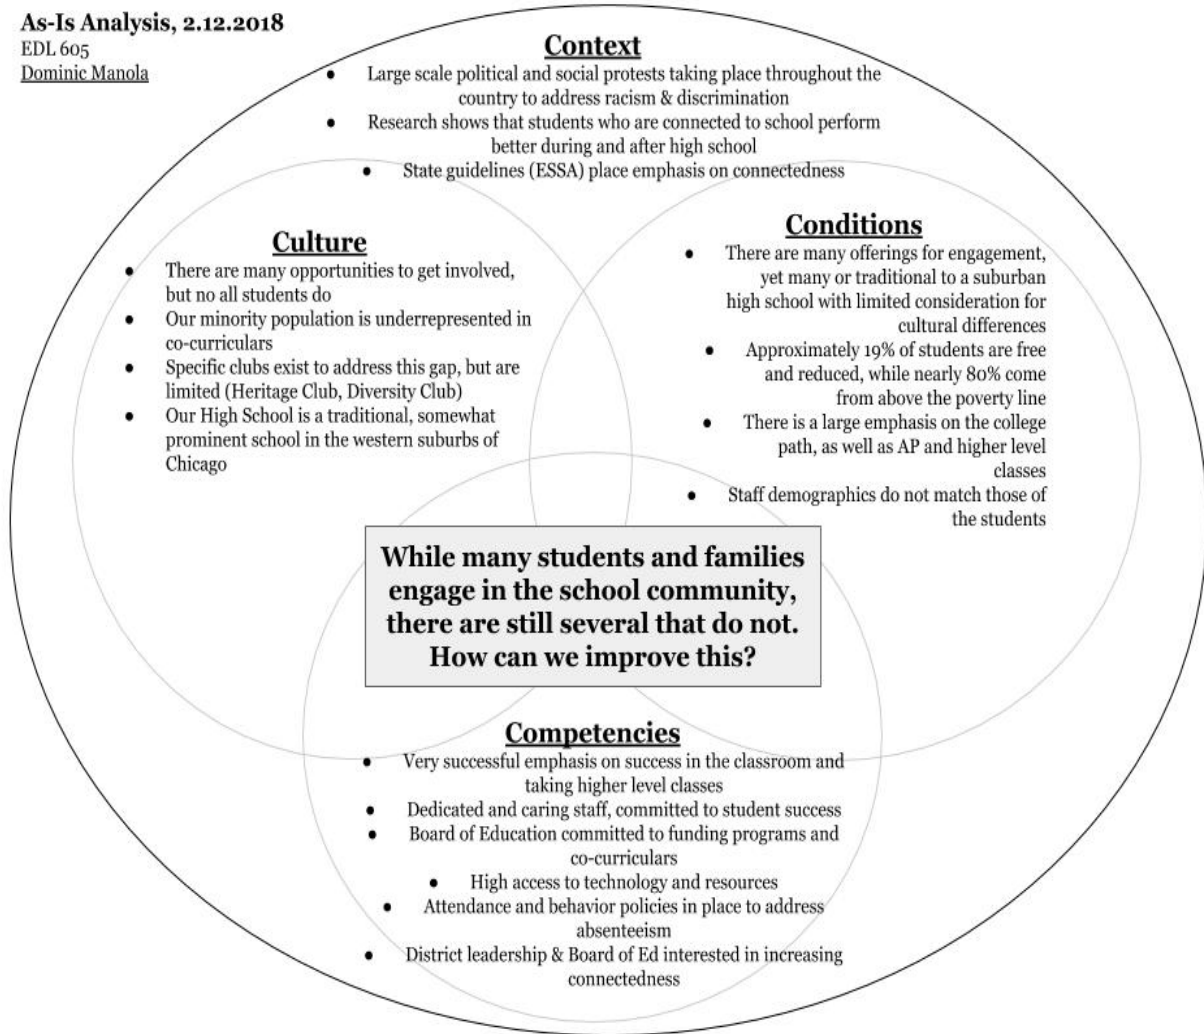 As-Is Analysis, 2.12.2018
EDL 605
Dominic Manola
Context
● Large scale political and social protests taking place throughout the
country to address racism & discrimination
● Research shows that students who are connected to school perform
better during and after high school
● State guidelines (ESSA) place emphasis on connectedness
Culture
● There are many opportunities to get involved,
but no all students do
● Our minority population is underrepresented in
co-curriculars
● Specific clubs exist to address this gap, but are
limited (Heritage Club, Diversity Club)
● Our High School is a traditional, somewhat
prominent school in the western suburbs of
Chicago
Conditions
● There are many offerings for engagement,
yet many or traditional to a suburban
high school with limited consideration for
cultural differences
● Approximately 19% of students are free
and reduced, while nearly 80% come
from above the poverty line
● There is a large emphasis on the college
path, as well as AP and higher level
classes
● Staff demographics do not match those of
the students
While many students and families
engage in the school community,
there are still several that do not.
How can we improve this?
Competencies
● Very successful emphasis on success in the classroom and
taking higher level classes
● Dedicated and caring staff, committed to student success
● Board of Education committed to funding programs and
co-curriculars
● High access to technology and resources
● Attendance and behavior policies in place to address
absenteeism
● District leadership & Board of Ed interested in increasing
connectedness